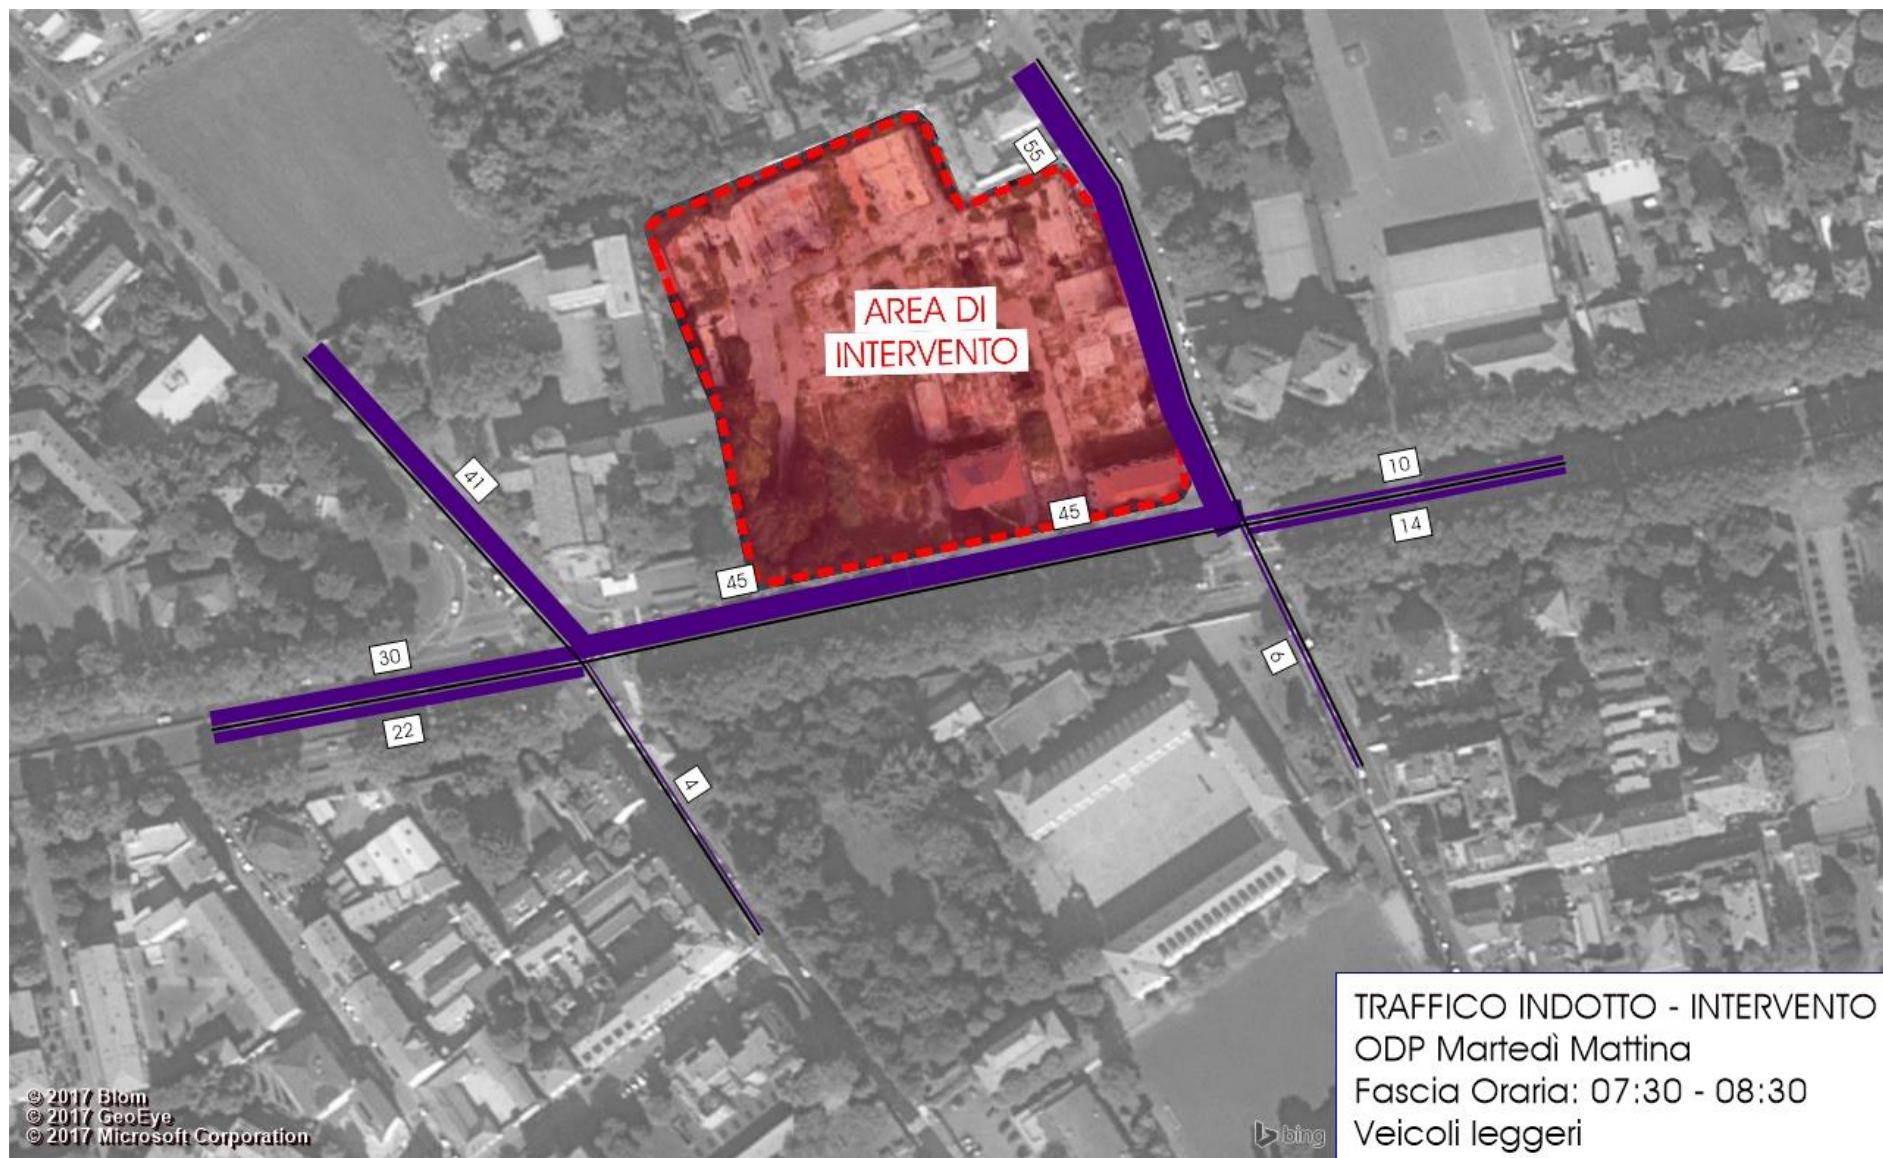 55
AREA DI
INTERVENTO
41
10
45
14
45
30
6
22
4
TRAFFICO INDOTTO - INTERVENTO
ODP Martedì Mattina
Fascia Oraria: 07:30 - 08:30
Veicoli leggeri
© 2017 Blom
© 2017 GeoEye
© 2017 Microsoft Corporation
bing